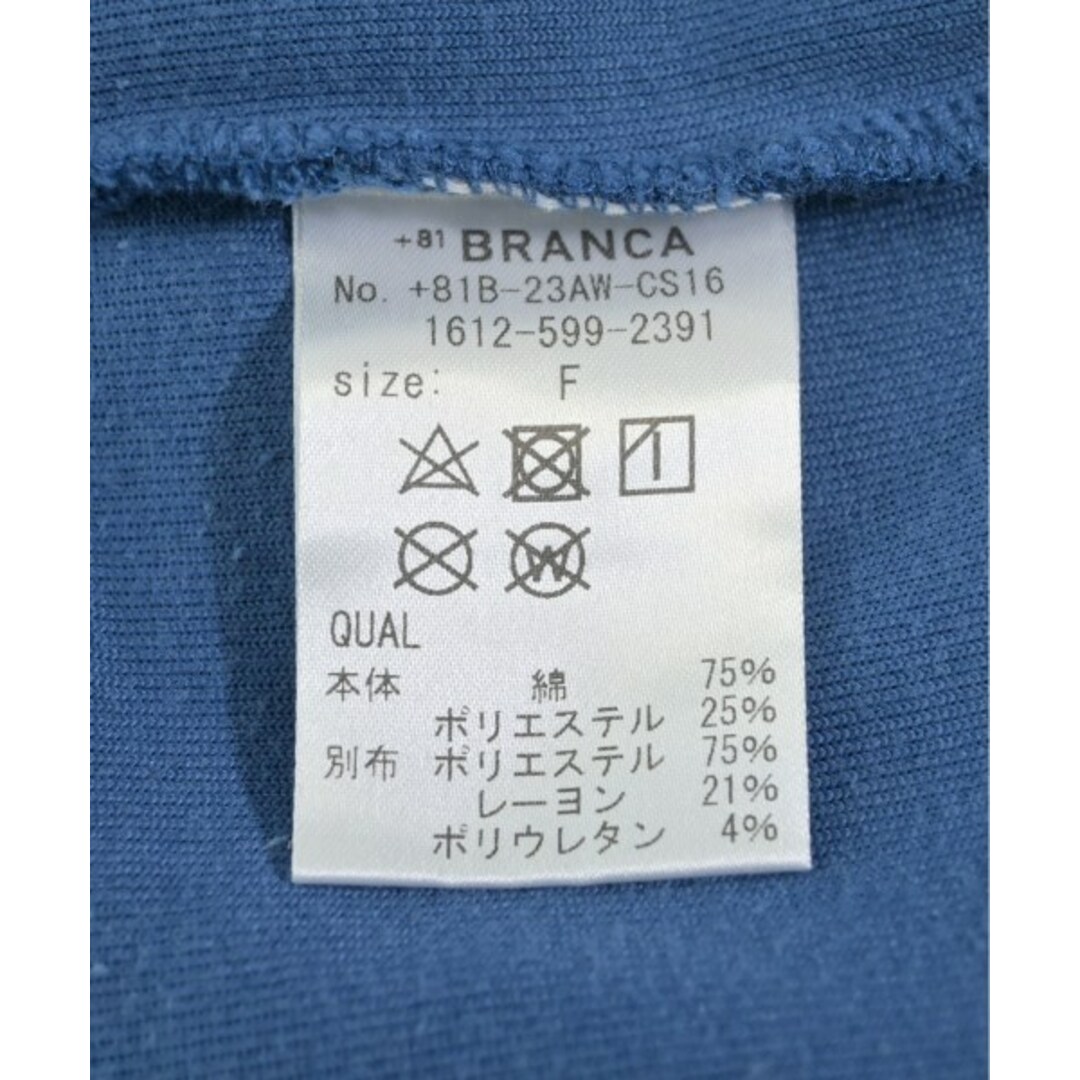 +81 BRANCA
No. +81B-23AW-CS16
1612-599-2391
size: F
W
QUAL
本体 綿 75%
ポリエステル 25%
別布 ポリエステル 75%
レーヨン 21%
ポリウレタン 4%